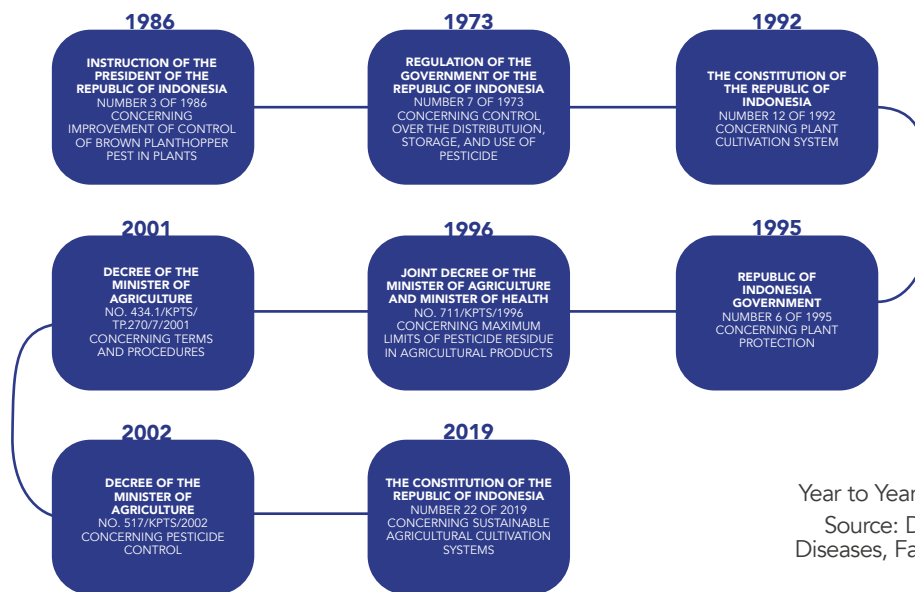 1986
INSTRUCTION OF THE
PRESIDENT OF THE
REPUBLIC OF INDONESIA
NUMBER 3 OF 1986
CONCERNING
IMPROVEMENT OF CONTROL
OF BROWN PLANTHOPPER
PEST IN PLANTS
1973
REGULATION OF THE
GOVERNMENT OF THE
REPUBLIC OF INDONESIA
NUMBER 7 OF 1973
CONCERNING CONTROL
OVER THE DISTRIBUTUION,
STORAGE, AND USE OF
PESTICIDE
1992
THE CONSTITUTION OF
THE REPUBLIC OF
INDONESIA
NUMBER 12 OF 1992
CONCERNING PLANT
CULTIVATION SYSTEM
1995
REPUBLIC OF
INDONESIA
GOVERNMENT
NUMBER 6 OF 1995
CONCERNING PLANT
PROTECTION
1996
JOINT DECREE OF THE
MINISTER OF AGRICULTURE
AND MINISTER OF HEALTH
NO. 711/KPTS/1996
CONCERNING MAXIMUM
LIMITS OF PESTICIDE RESIDUE
IN AGRICULTURAL PRODUCTS
2001
DECREE OF THE
MINISTER OF
AGRICULTURE
NO. 434.1/KPTS/
TP.270/7/2001
CONCERNING TERMS
AND PROCEDURES
2002
DECREE OF THE
MINISTER OF
AGRICULTURE
NO. 517/KPTS/2002
CONCERNING PESTICIDE
CONTROL
2019
THE CONSTITUTION OF THE
REPUBLIC OF INDONESIA
NUMBER 22 OF 2019
CONCERNING SUSTAINABLE
AGRICULTURAL CULTIVATION
SYSTEMS
Year to Year
Source: D
Diseases, Fa